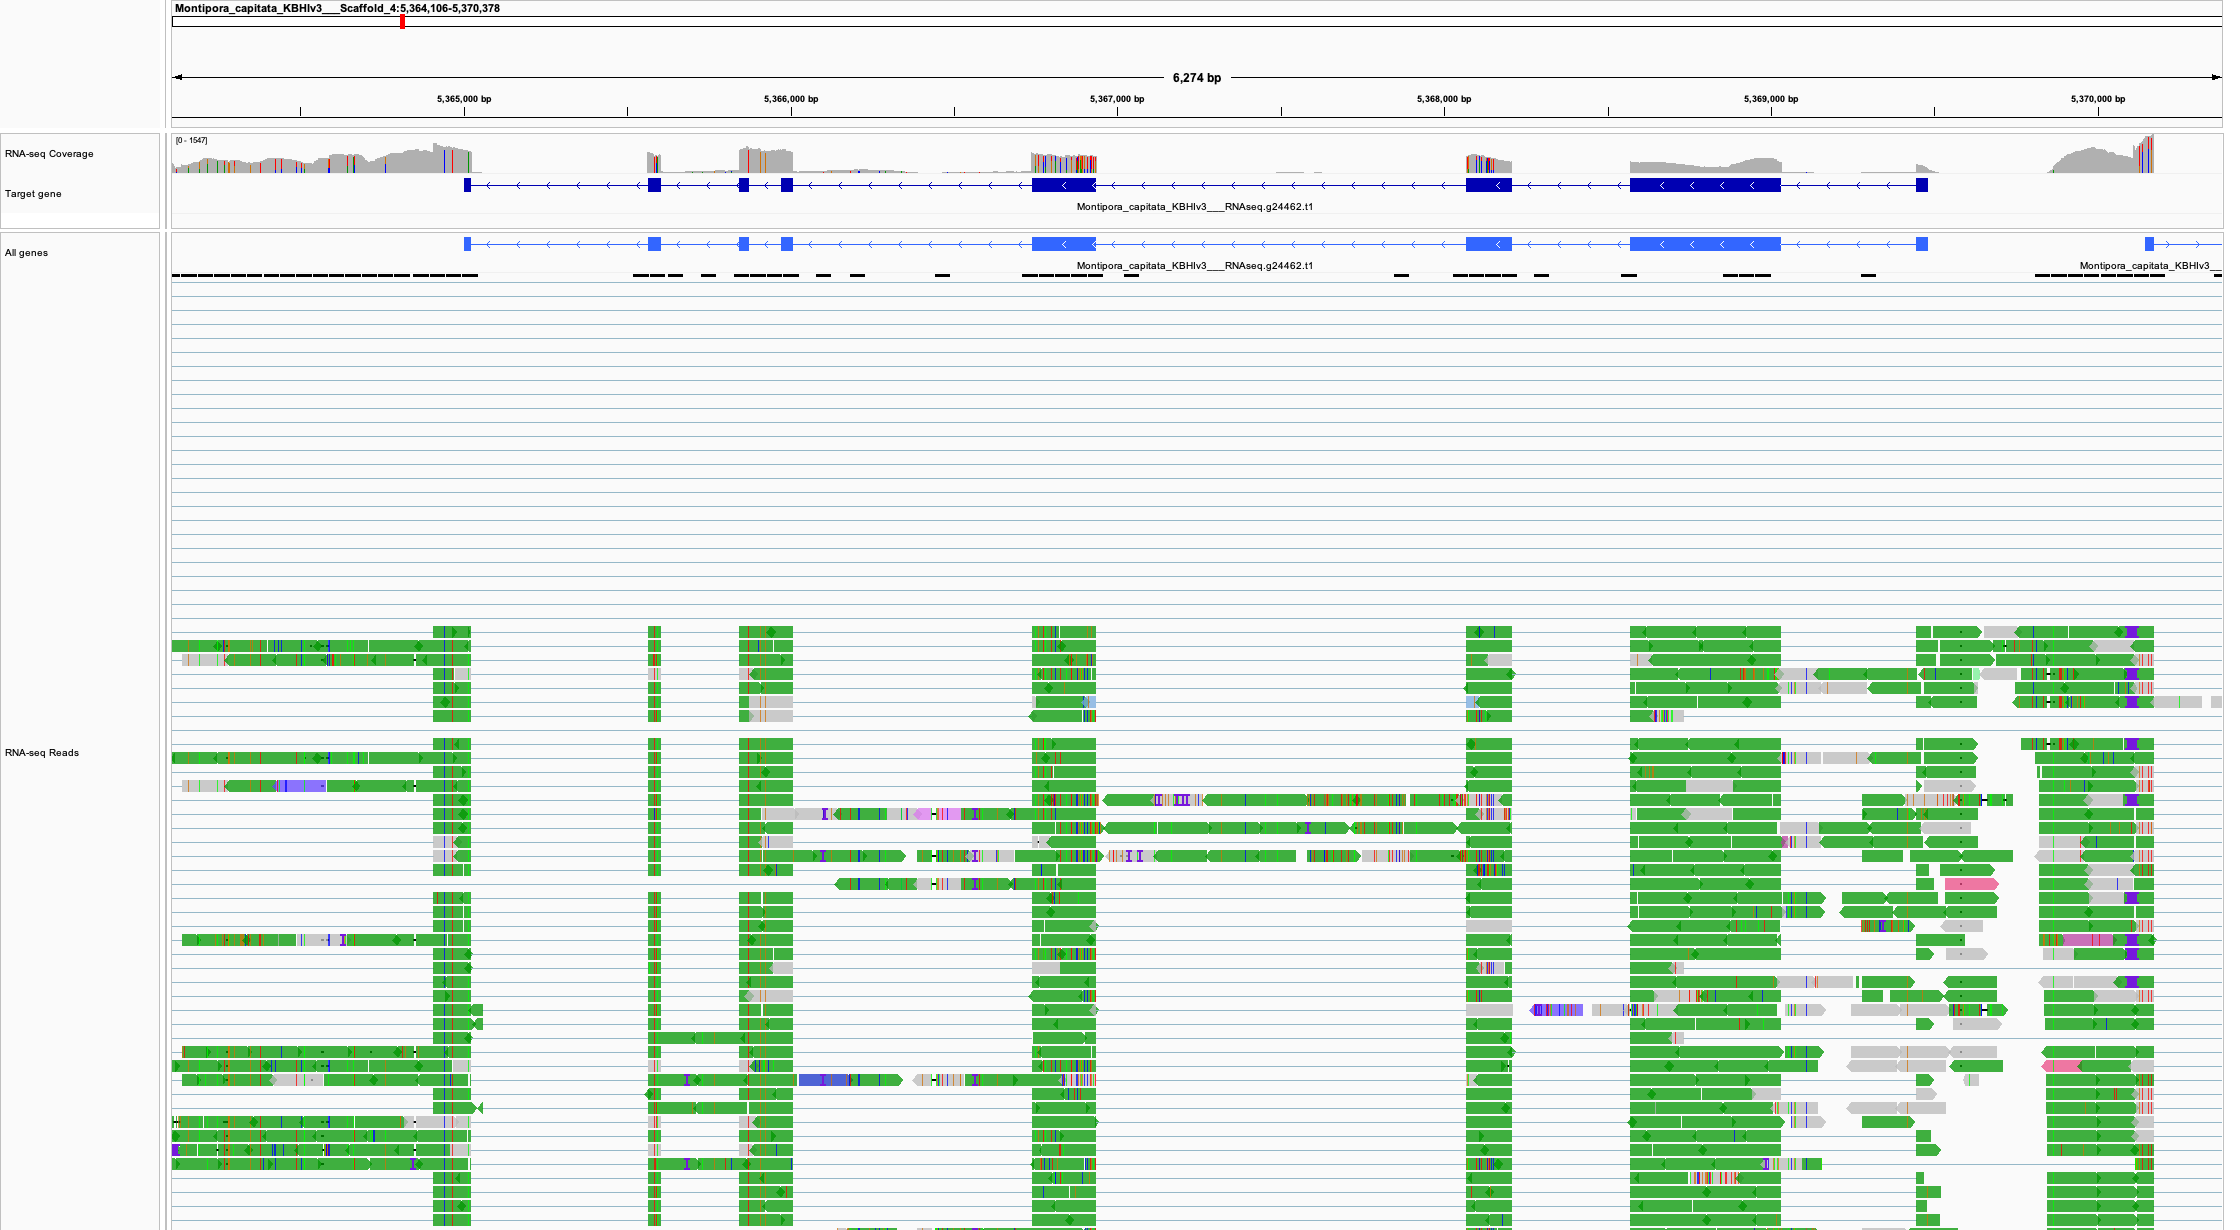 Montipora_capitata_KBHIv3___Scaffold_4:5,364,106-5,370,378
6,274 bp
5,365,000 bp 5,366,000 bp 5,367,000 bp 5,368,000 bp 5,369,000 bp 5,370,000 bp
[0 - 1547]
RNA-seq Coverage
Target gene
Montipora_capitata_KBHIv3___RNAseq.g24462.t1
All genes
Montipora_capitata_KBHIv3___RNAseq.g24462.t1 Montipora_capitata_KBHIv3__
RNA-seq Reads